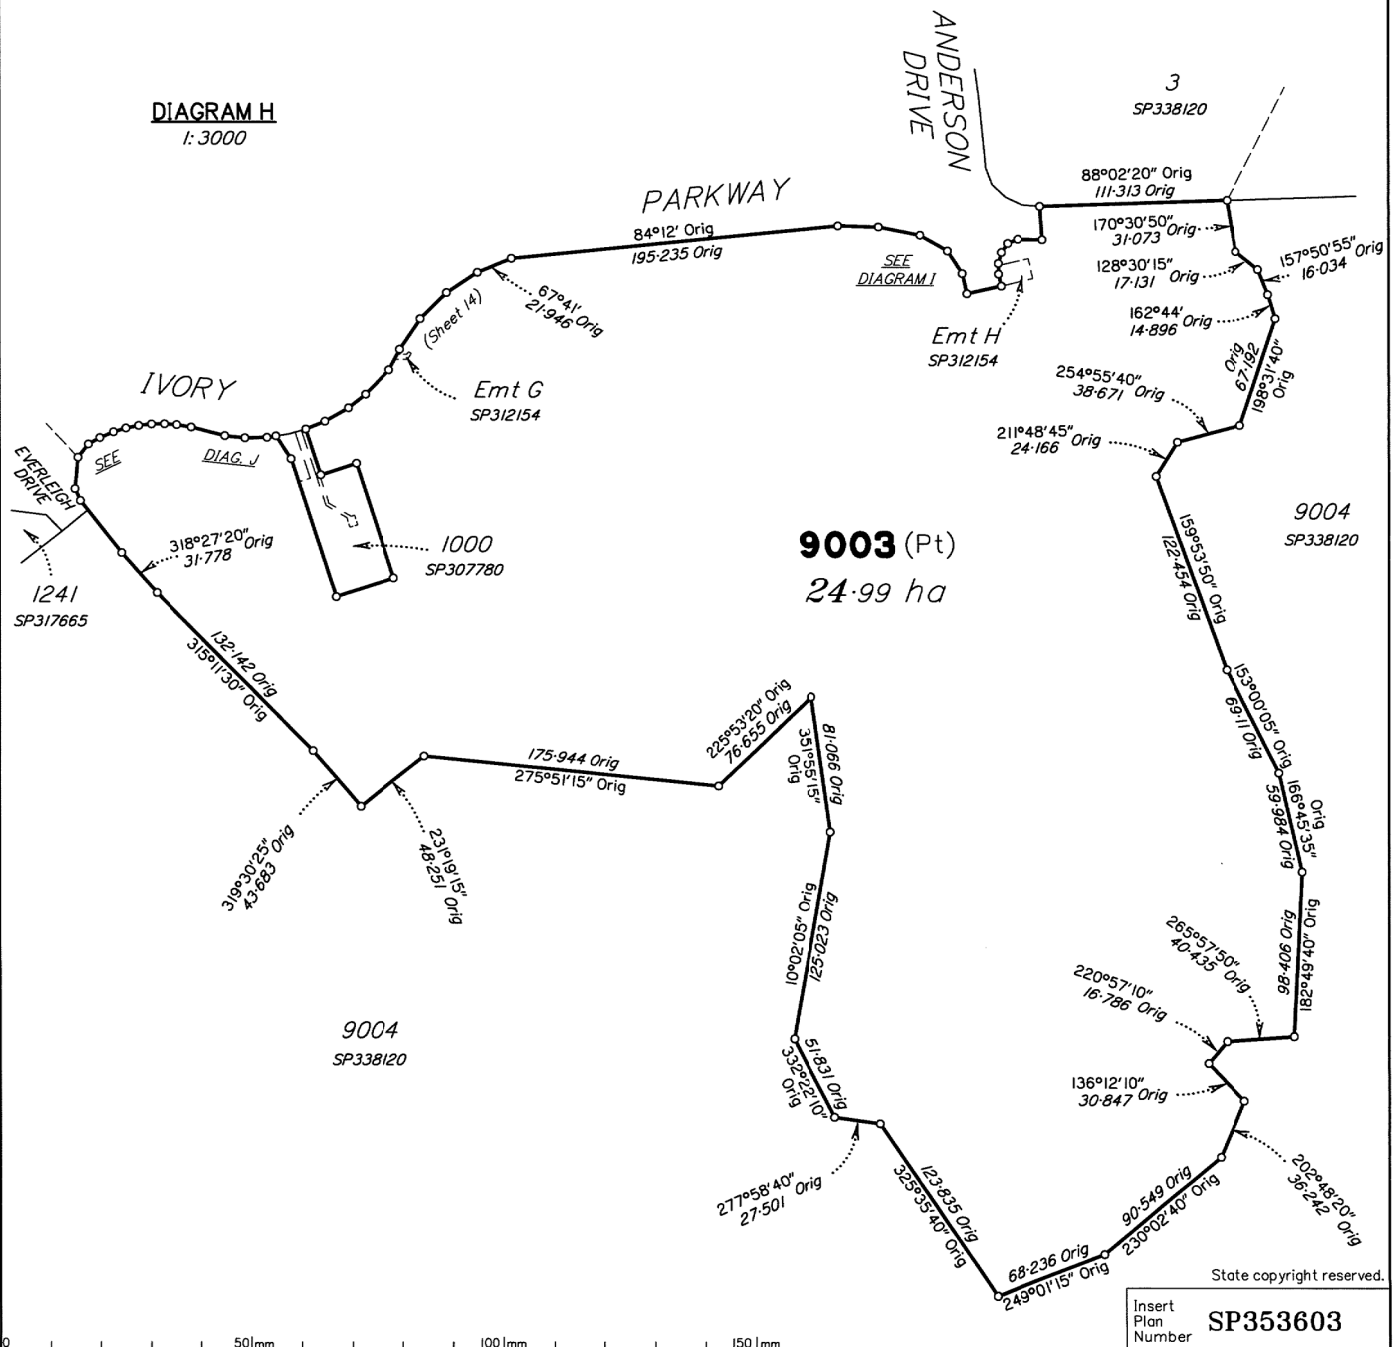 DIAGRAM H
1:3000
ANDERSON
DRIVE
3
SP338120
PARKWAY
88°02'20" Orig
111·313 Orig
84°12' Orig
195·235 Orig
170°30'50"
31·073 Orig
157°50'55"
16·034 Orig
128°30'15"
17·131 Orig
162°44'
14·896 Orig
SEE
DIAGRAM I
67°41'
21·946 Orig
(Sheet 14)
Emt H
SP312154
198°31'40"
Orig
67·192
Orig
254°55'40"
38·671 Orig
IVORY
Emt G
SP312154
211°48'45"
24·166 Orig
SEE
DIAG. J
EVERLEIGH
DRIVE
318°27'20"
31·778 Orig
1000
SP307780
9003 (Pt)
24·99 ha
9004
SP338120
159°53'50" Orig
122·454 Orig
1241
SP317665
132·142 Orig
315°11'30" Orig
225°53'20" Orig
76·655 Orig
81·066 Orig
351°55'15"
Orig
153°00'05" Orig
69·11 Orig
175·944 Orig
275°51'15" Orig
166°45'35"
Orig
59·984 Orig
319°30'25"
43·683 Orig
231°19'15"
48·251 Orig
10°02'05" Orig
125·023 Orig
98·406 Orig
182°49'40" Orig
265°57'50"
40·435 Orig
220°57'10"
16·786 Orig
9004
SP338120
51·831 Orig
332°22'10"
Orig
136°12'10"
30·847 Orig
277°58'40"
27·501 Orig
123·835 Orig
325°35'40" Orig
202°48'20"
36·242 Orig
90·549 Orig
230°02'40" Orig
68·236 Orig
249°01'15" Orig
State copyright reserved.
Insert
Plan
Number
SP353603
0 50 mm 100 mm 150 mm